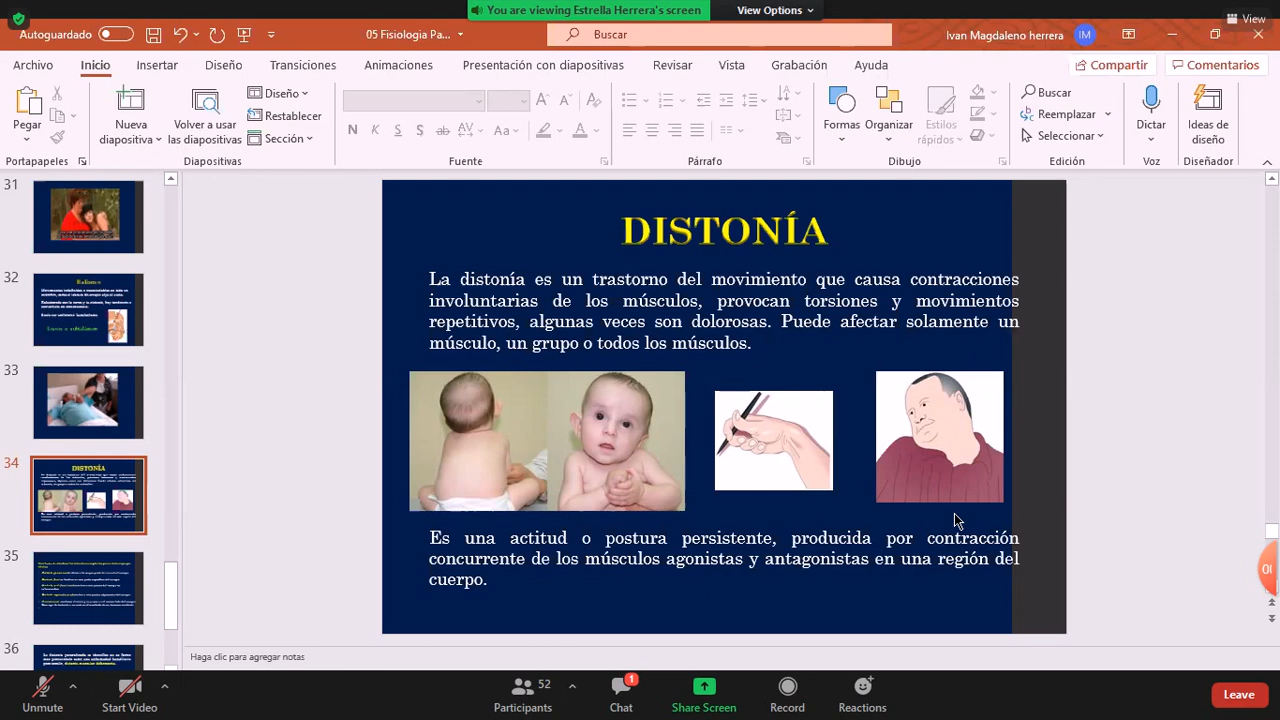 You are viewing Estrella Herrera's screen
View Options
View
Autoguardado
05 Fisiologia Pa...
Buscar
Ivan Magdaleno herrera
IM
Archivo
Inicio
Insertar
Diseño
Transiciones
Animaciones
Presentación con diapositivas
Revisar
Vista
Grabación
Ayuda
Compartir
Comentarios
Pegar
Nueva
diapositiva
Volver a usar
las diapositivas
Diseño
Restablecer
Sección
Formas
Organizar
Estilos
rápidos
Buscar
Reemplazar
Seleccionar
Dictar
Ideas de
diseño
Portapapeles
Diapositivas
Fuente
Párrafo
Dibujo
Edición
Voz
Diseñador
31
32
33
34
DISTONÍA
35
36
DISTONÍA
La distonía es un trastorno del movimiento que causa contracciones
involuntarias de los músculos, posturas, torsiones y movimientos
repetitivos, algunas veces son dolorosos. Puede afectar solamente un
músculo, un grupo o todos los músculos.
Es una actitud o postura persistente, producida por contracción
concomitante de los músculos agonistas y antagonistas en una región del
cuerpo.
Haga clic para agregar notas
Unmute
Start Video
52
Participants
1
Chat
Share Screen
Record
Reactions
Leave